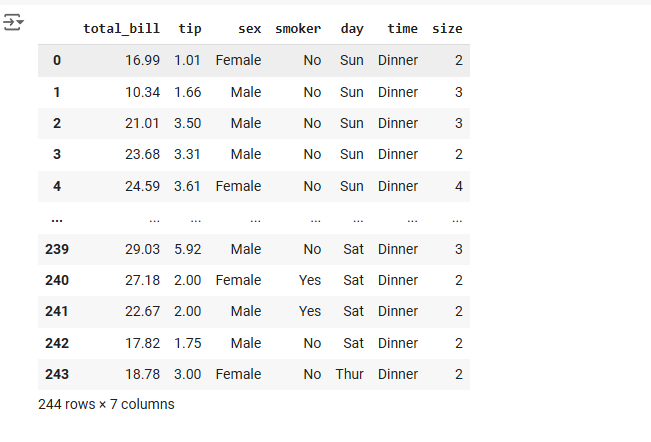 total_bill tip sex smoker day time size
0 16.99 1.01 Female No Sun Dinner 2
1 10.34 1.66 Male No Sun Dinner 3
2 21.01 3.50 Male No Sun Dinner 3
3 23.68 3.31 Male No Sun Dinner 2
4 24.59 3.61 Female No Sun Dinner 4
... ... ... ... ... ... ... ...
239 29.03 5.92 Male No Sat Dinner 3
240 27.18 2.00 Female Yes Sat Dinner 2
241 22.67 2.00 Male Yes Sat Dinner 2
242 17.82 1.75 Male No Sat Dinner 2
243 18.78 3.00 Female No Thur Dinner 2
244 rows × 7 columns